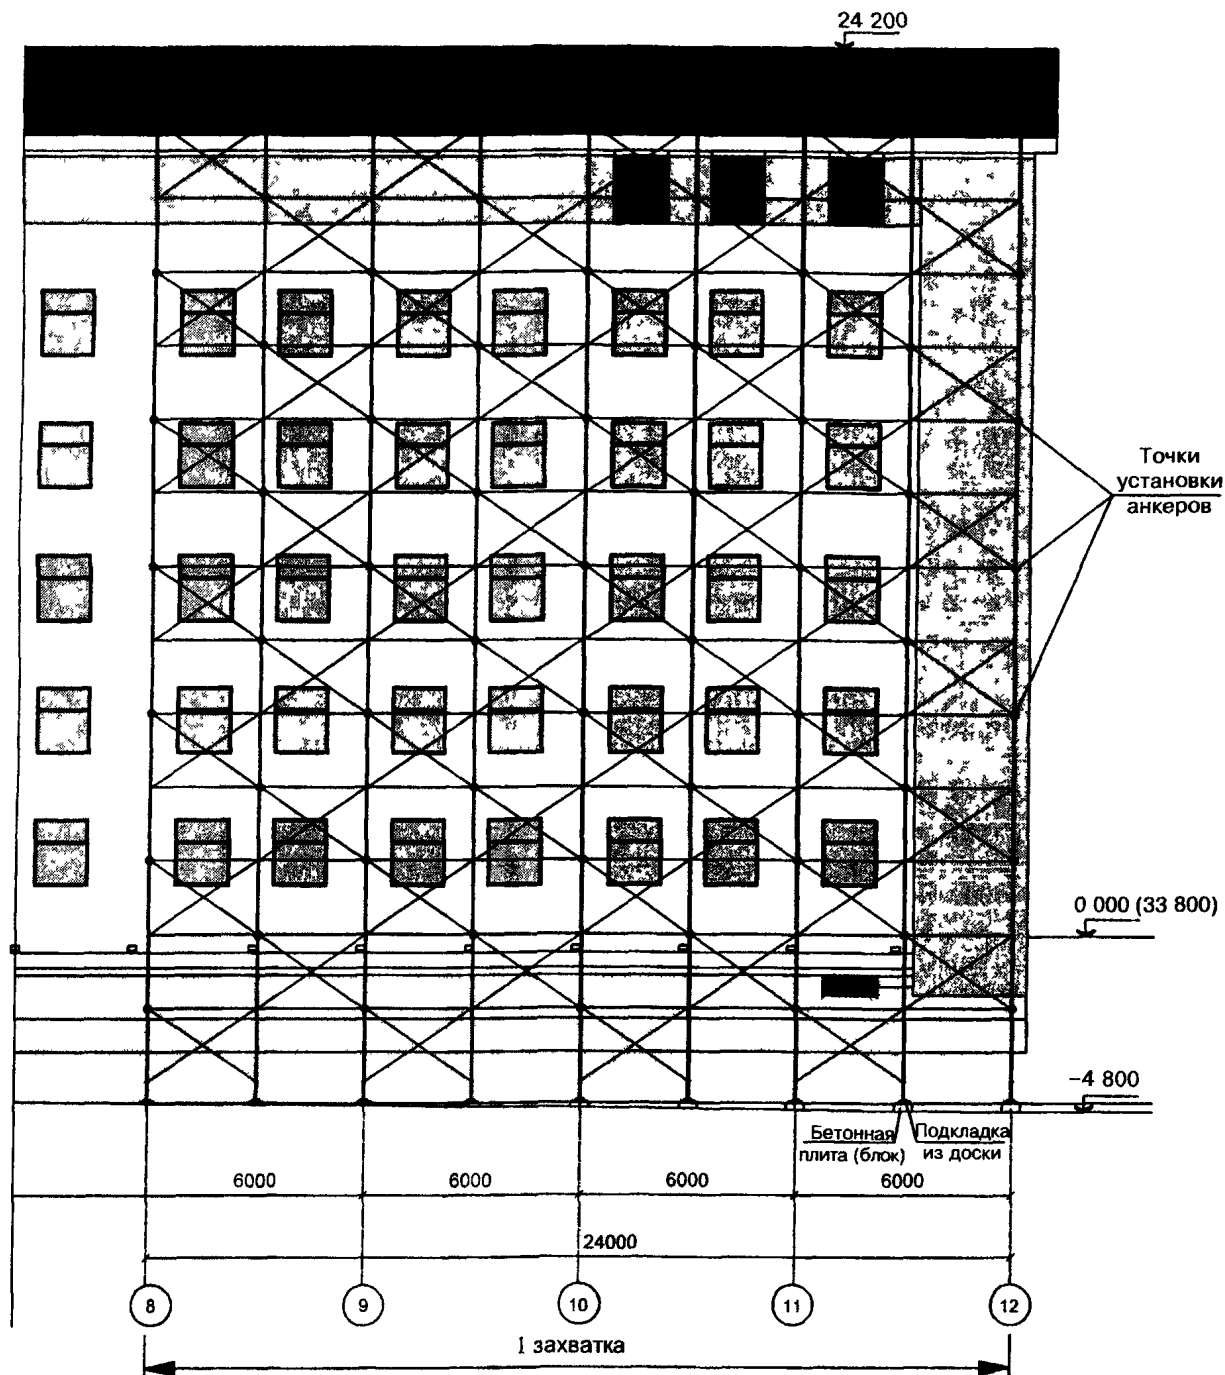 24 200
Точки
установки
анкеров
0 000 (33 800)
−4 800
Бетонная
плита (блок)
Подкладка
из доски
6000
6000
6000
6000
24000
8
9
10
11
12
I захватка